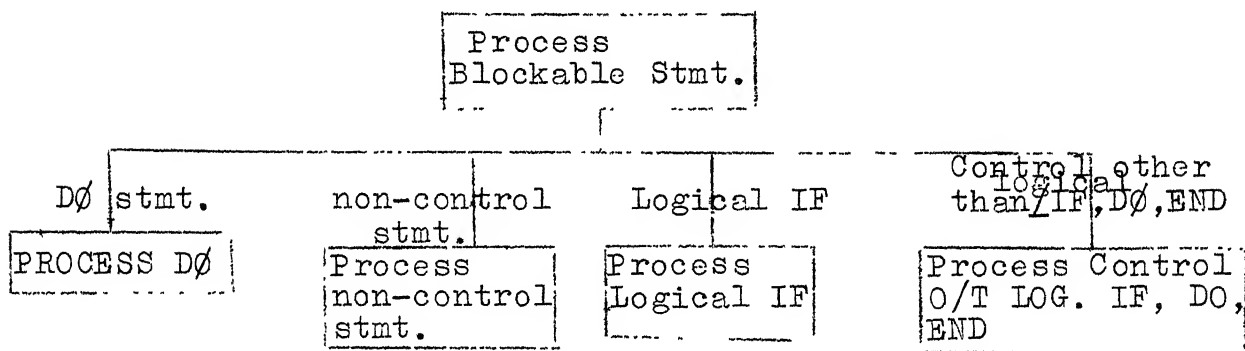 Process
Blockable Stmt.
DØ stmt.
non-control
stmt.
Logical IF
Control other
logical
than/IF,DØ,END
PROCESS DØ
Process
non-control
stmt.
Process
Logical IF
Process Control
O/T LOG. IF, DO,
END